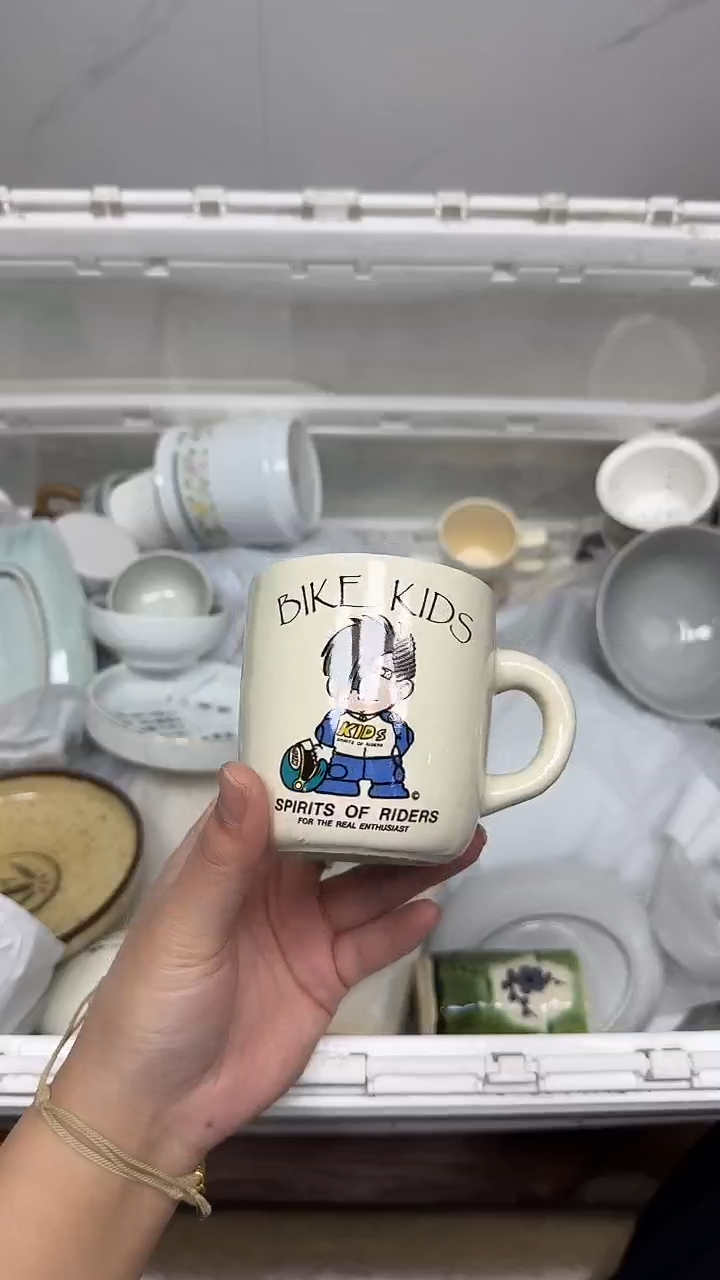 BIKE KIDS
KIDS
SPIRITS OF RIDERS
©
SPIRITS OF RIDERS
FOR THE REAL ENTHUSIAST